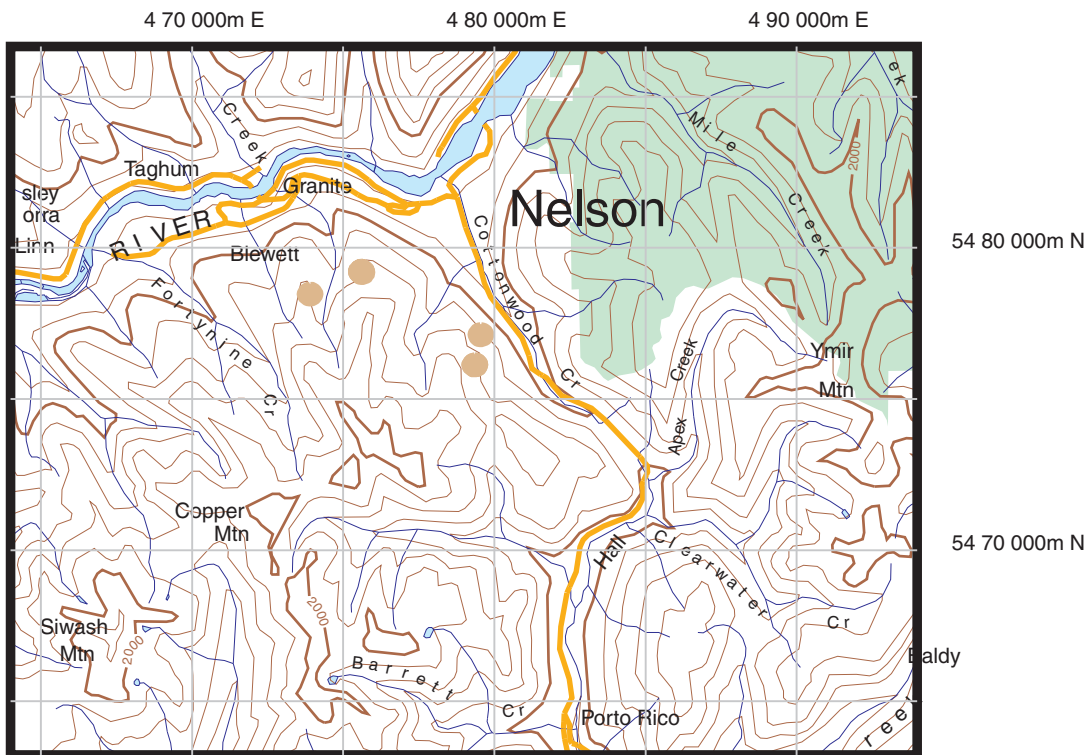 4 70 000m E
4 80 000m E
4 90 000m E
ek
Creek
Mile
2000
Taghum
Granite
sley
orra
Linn
RIVER
Nelson
Creek
54 80 000m N
Blewett
Cottonwood
Cr
Fortynine
Cr
Creek
Apex
Ymir
Mtn
Copper
Mtn
Hall
54 70 000m N
Clearwater
Cr
2000
Siwash
Mtn
2000
Barrett
Cr
Baldy
Porto Rico
reer